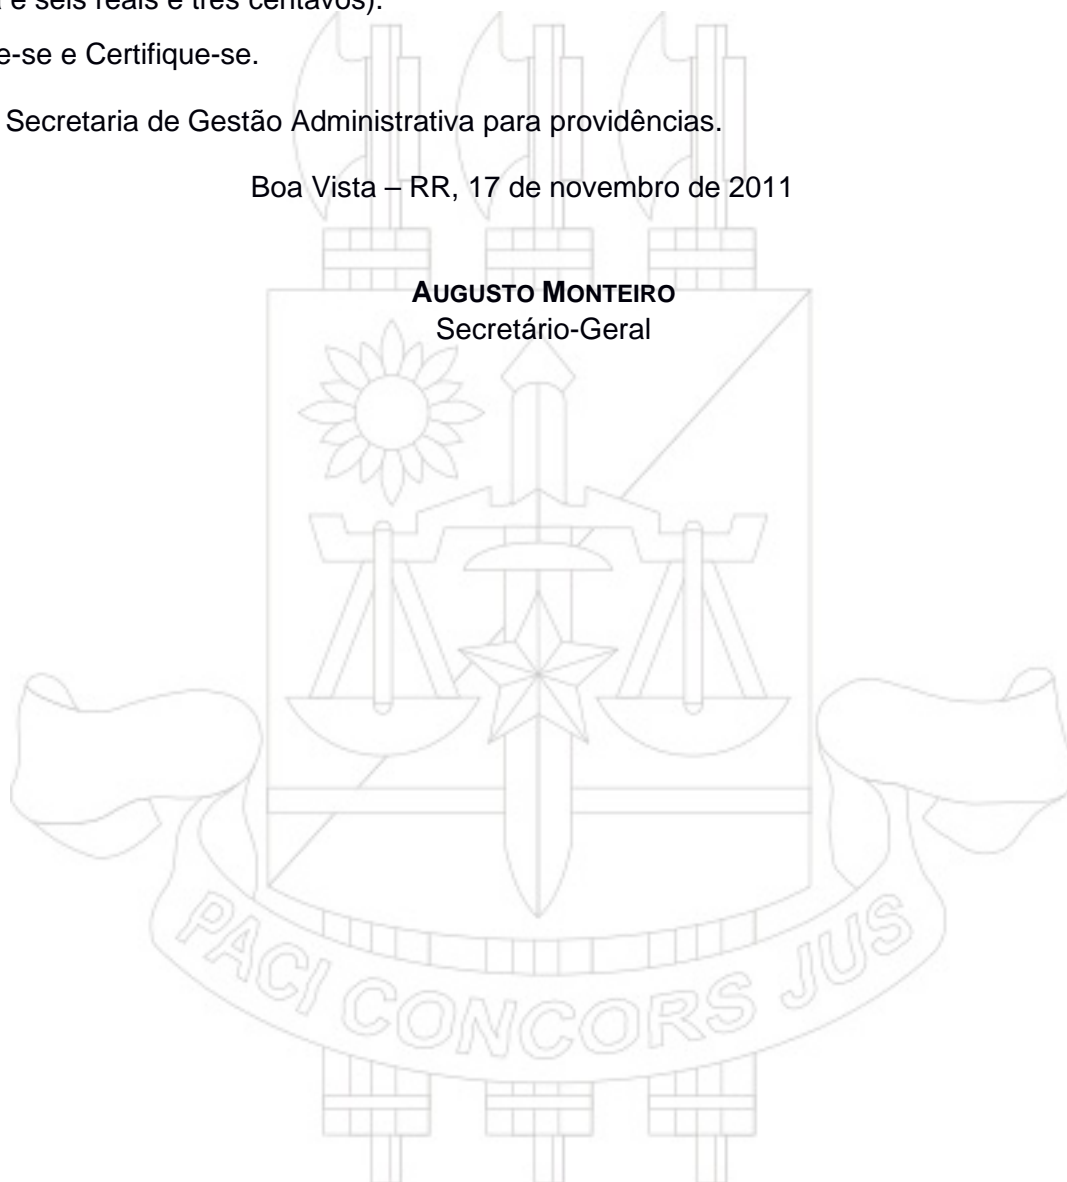 e seis reais e três centavos).
e-se e Certifique-se.
Secretaria de Gestão Administrativa para providências.
Boa Vista – RR, 17 de novembro de 2011
AUGUSTO MONTEIRO
Secretário-Geral
PACI CONCORS JUS